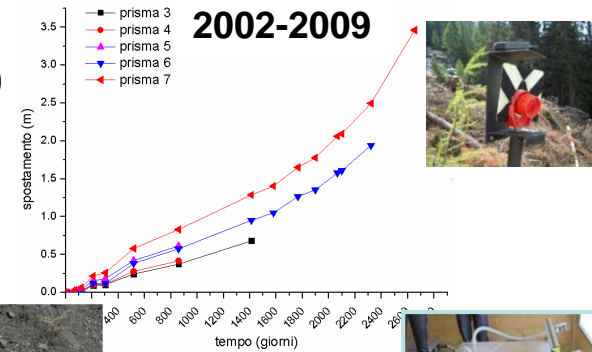 2002-2009
prisma 3
prisma 4
prisma 5
prisma 6
prisma 7
spostamento (m)
3.5
3.0
2.5
2.0
1.5
1.0
0.5
0.0
400 600 800 1000 1200 1400 1600 1800 2000 2200 2400
tempo (giorni)